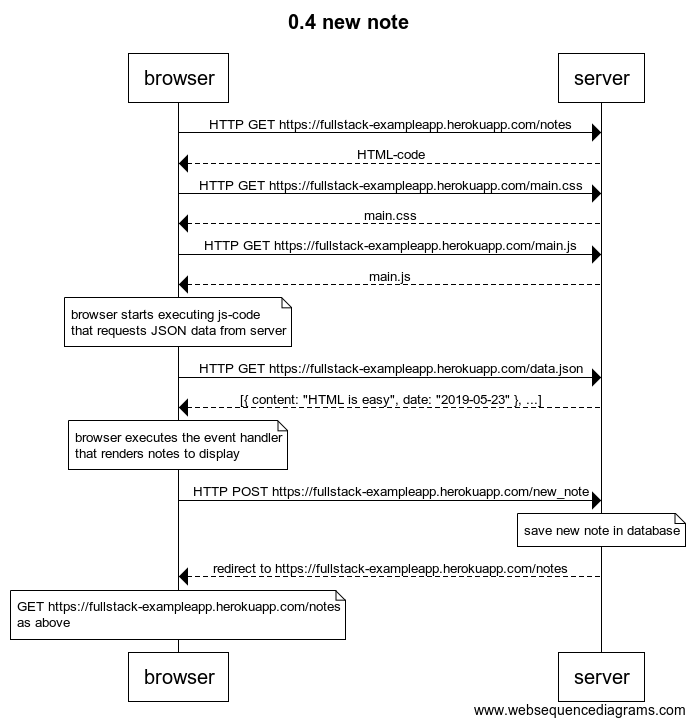 0.4 new note
browser
server
HTTP GET https://fullstack-exampleapp.herokuapp.com/notes
HTML-code
HTTP GET https://fullstack-exampleapp.herokuapp.com/main.css
main.css
HTTP GET https://fullstack-exampleapp.herokuapp.com/main.js
main.js
browser starts executing js-code
that requests JSON data from server
HTTP GET https://fullstack-exampleapp.herokuapp.com/data.json
[{ content: "HTML is easy", date: "2019-05-23" }, ...]
browser executes the event handler
that renders notes to display
HTTP POST https://fullstack-exampleapp.herokuapp.com/new_note
save new note in database
redirect to https://fullstack-exampleapp.herokuapp.com/notes
GET https://fullstack-exampleapp.herokuapp.com/notes
as above
browser
server
www.websequencediagrams.com